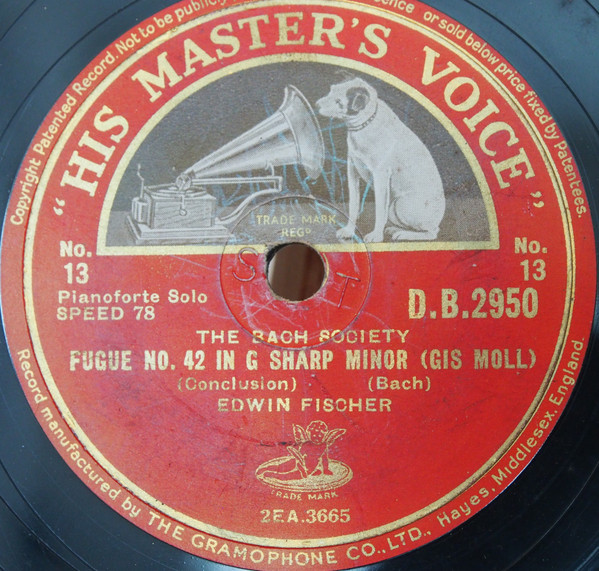 Copyright Patented Record. Not to be publicly
ence or sold below price fixed by Patentees.
"HIS MASTER'S VOICE"
TRADE MARK
REGD
S T
No.
13
No.
13
Pianoforte Solo
SPEED 78
D.B.2950
THE BACH SOCIETY
FUGUE NO. 42 IN G SHARP MINOR (GIS MOLL)
(Conclusion) (Bach)
EDWIN FISCHER
TRADE MARK
2EA.3665
Record manufactured by THE GRAMOPHONE CO., LTD., Hayes, Middlesex, England.